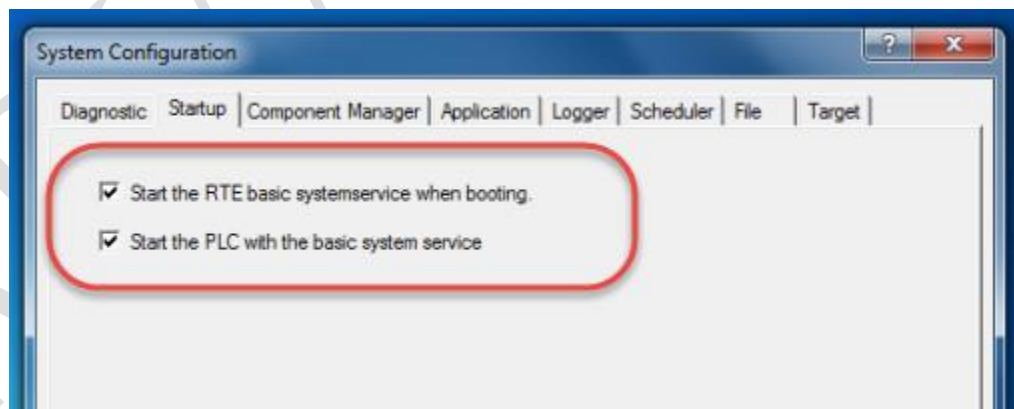 System Configuration
? x
Diagnostic Startup Component Manager Application Logger Scheduler File Target
Start the RTE basic systemservice when booting.
Start the PLC with the basic system service